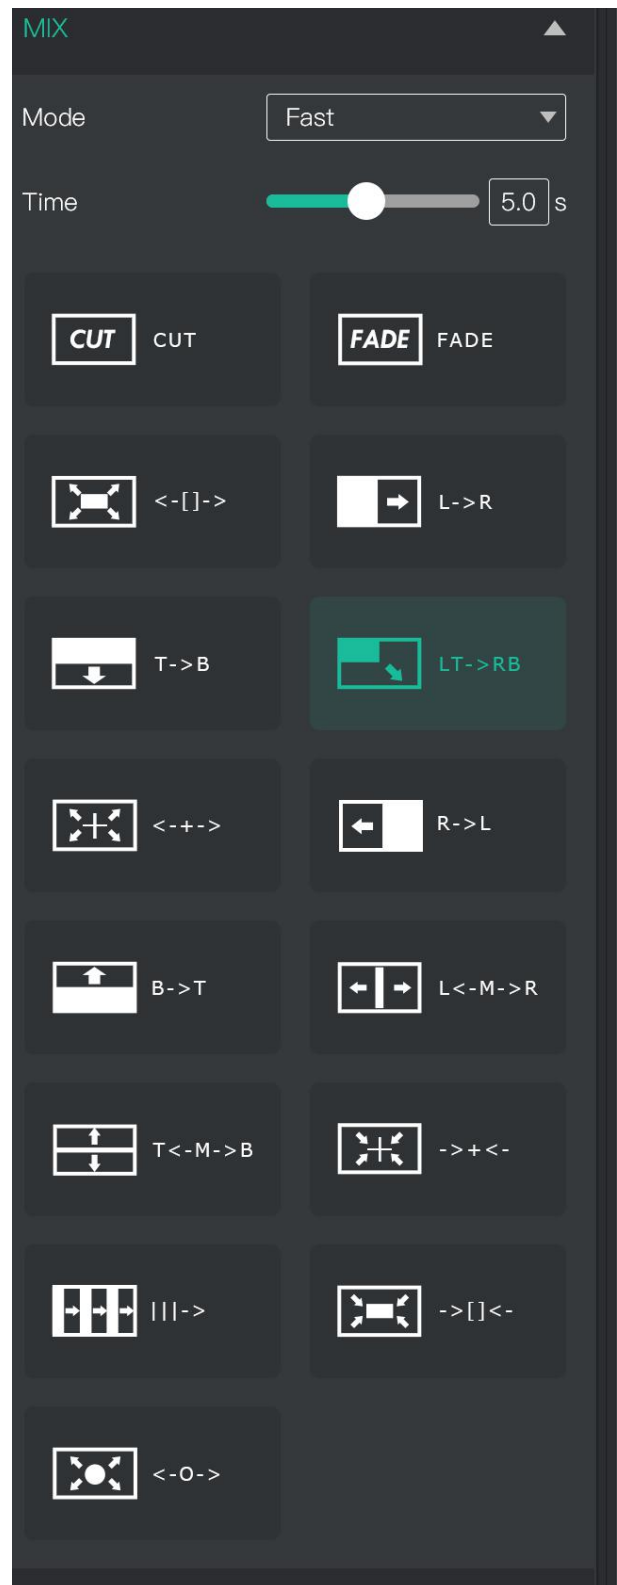 MIX
Mode Fast
Time 5.0 s
CUT CUT
FADE FADE
<-[]->
L->R
T->B
LT->RB
<-+->
R->L
B->T
L<-M->R
T<-M->B
->+<-
|||->
->[]<-
<-O->